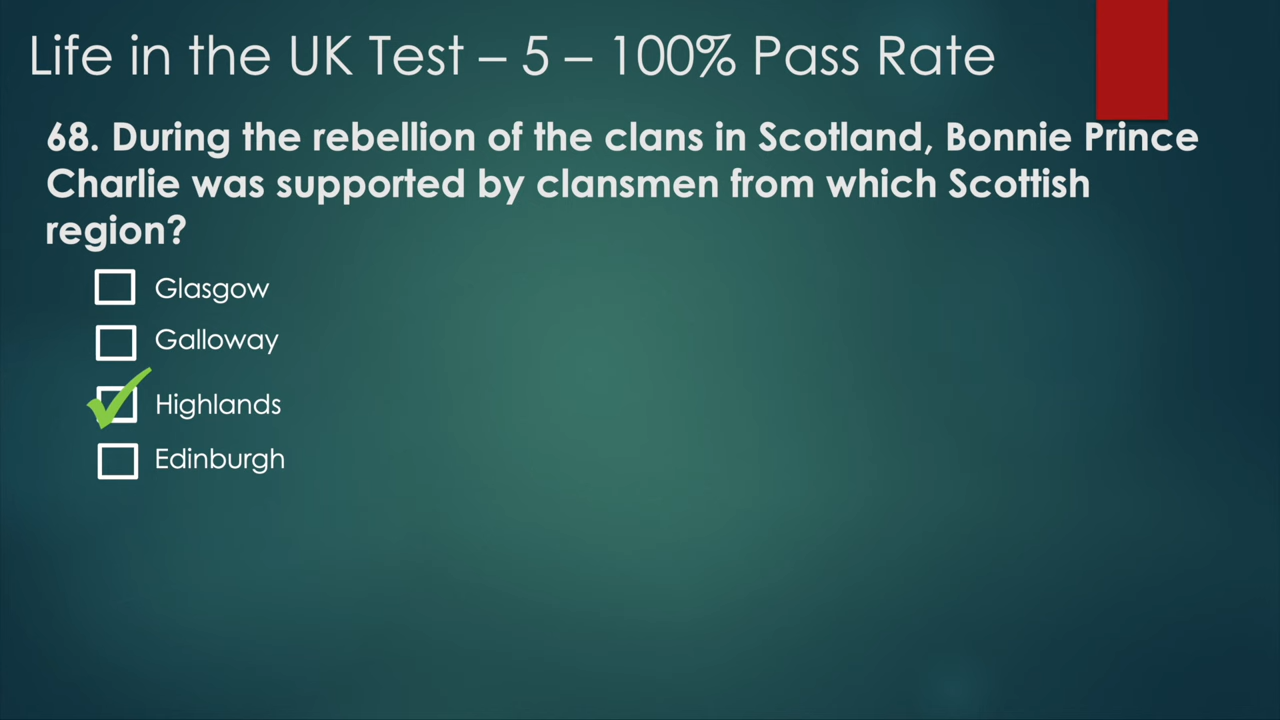 Life in the UK Test – 5 – 100% Pass Rate
68. During the rebellion of the clans in Scotland, Bonnie Prince
Charlie was supported by clansmen from which Scottish
region?
Glasgow
Galloway
Highlands
Edinburgh